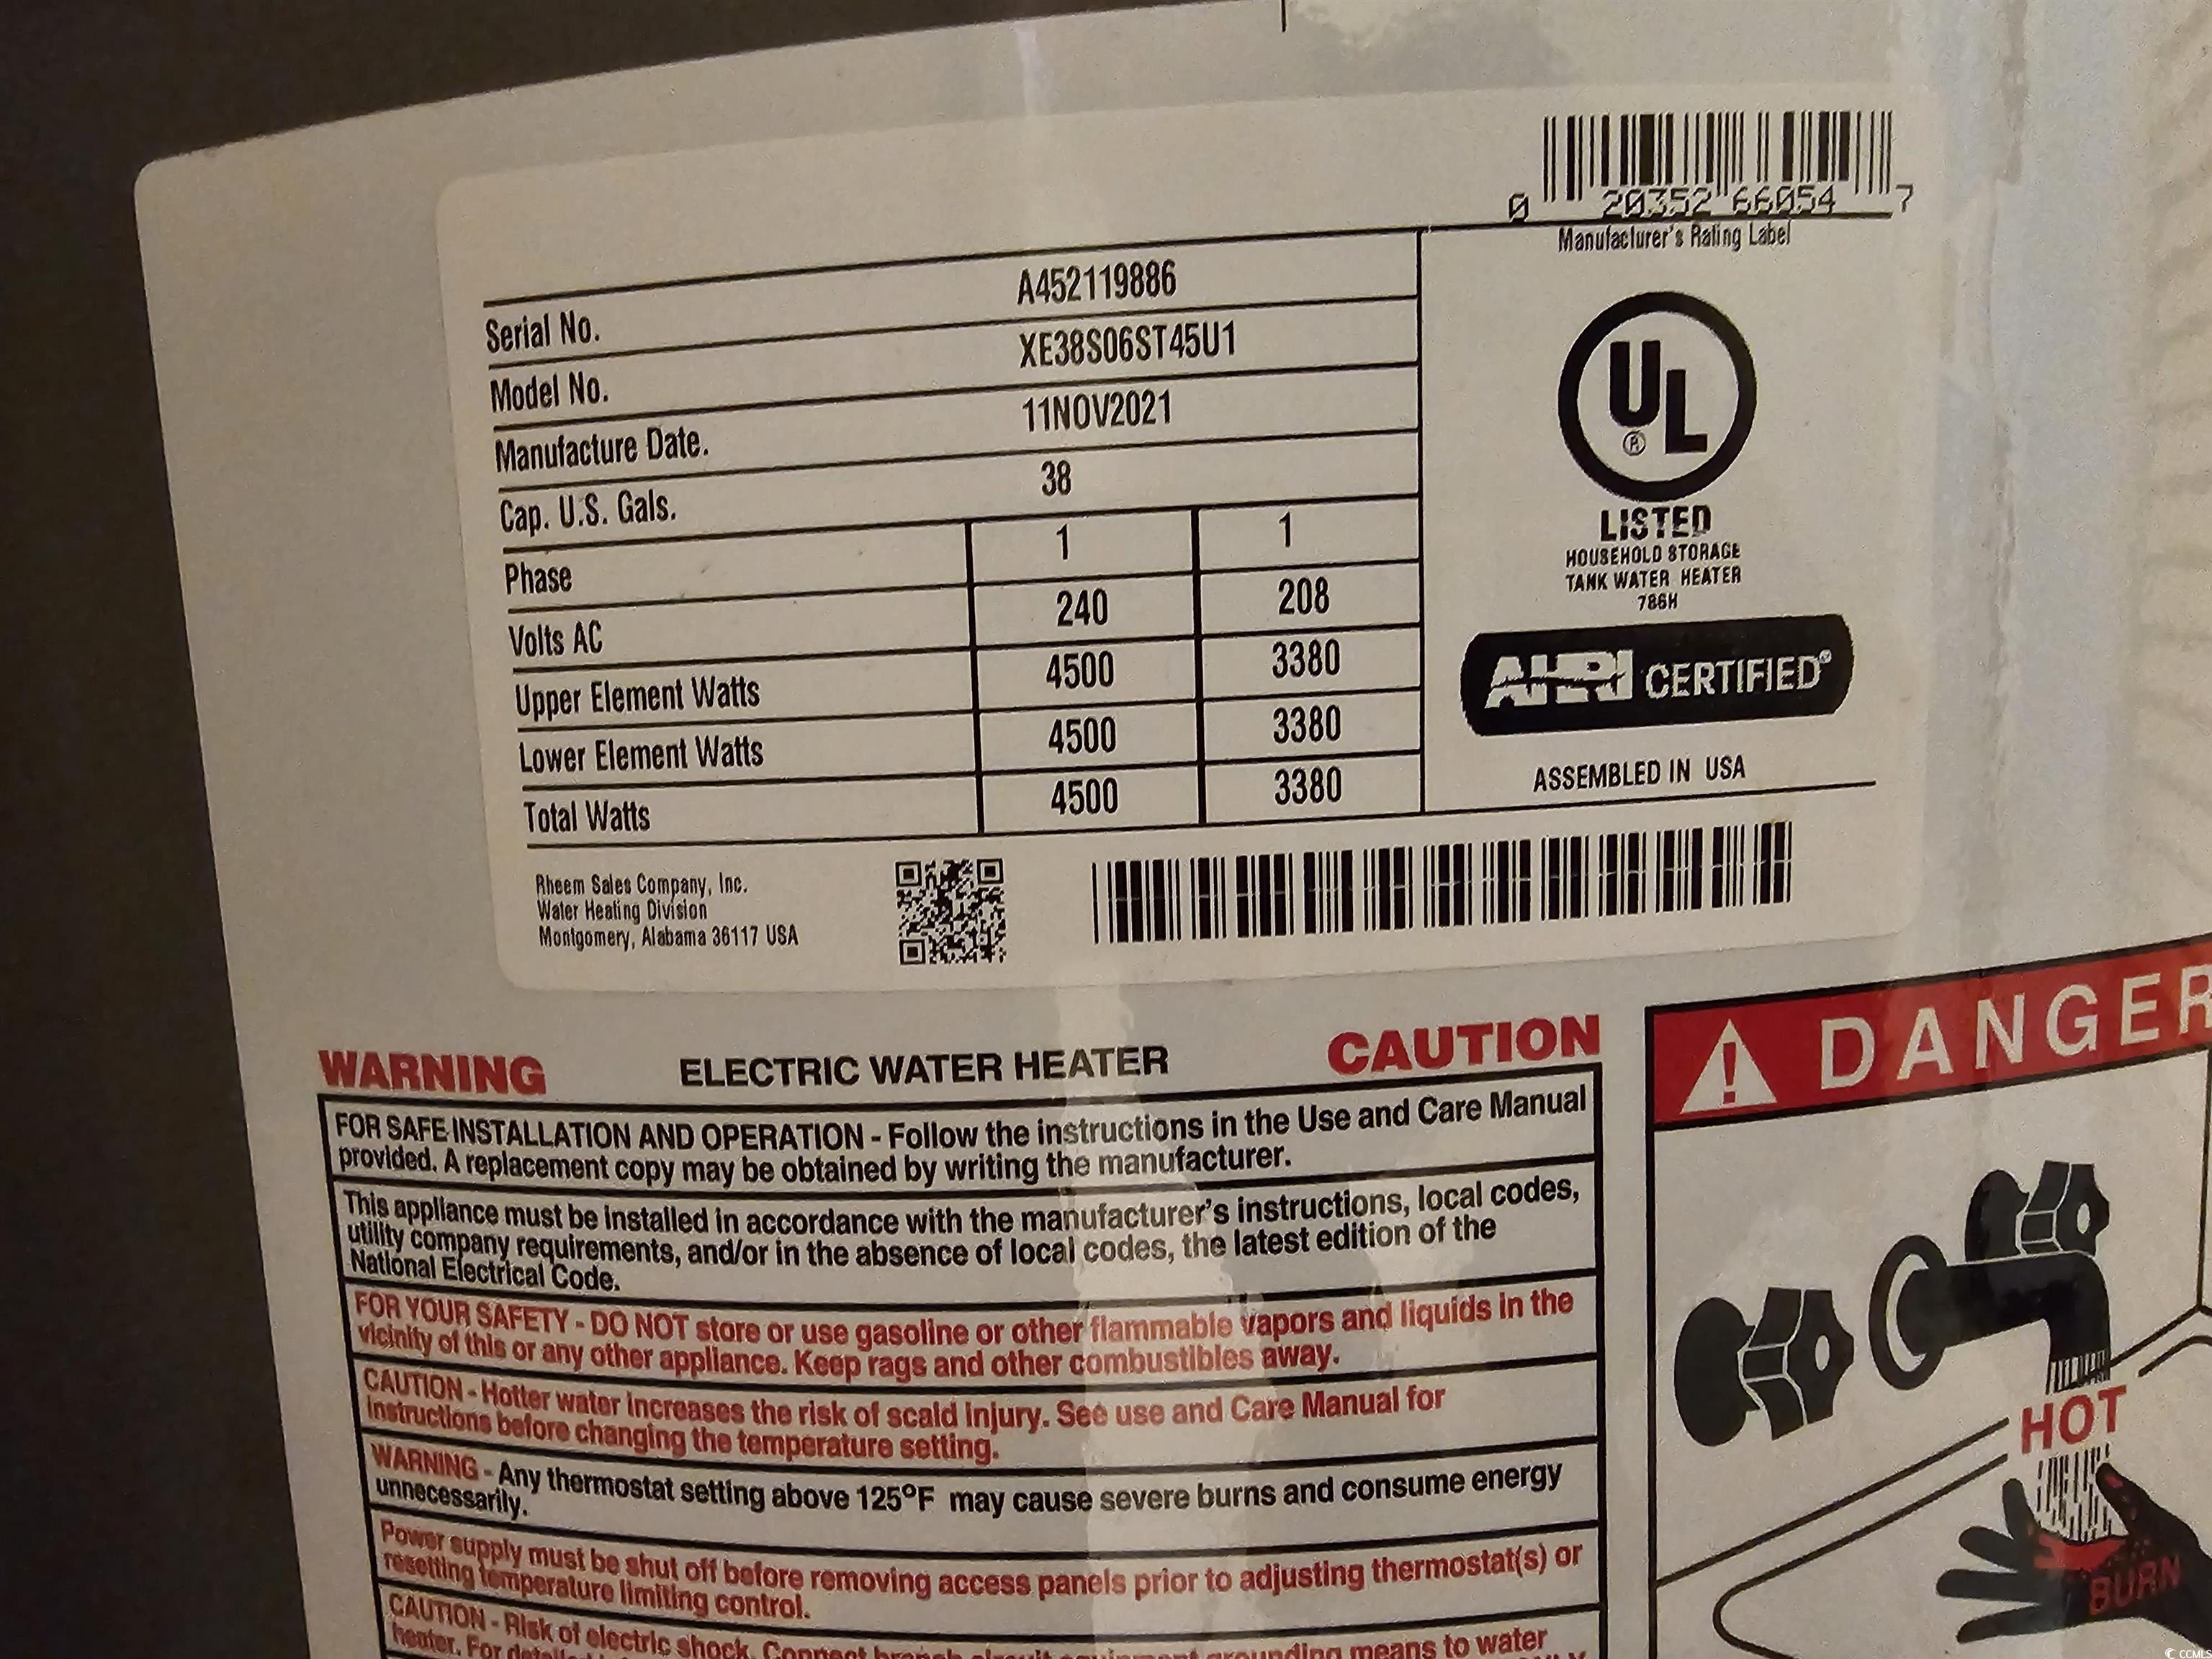 0 20352 66054 7
Manufacturer's Rating Label
Serial No. A452119886
Model No. XE38S06ST45U1
Manufacture Date. 11NOV2021
Cap. U.S. Gals. 38
Phase 1 1
Volts AC 240 208
Upper Element Watts 4500 3380
Lower Element Watts 4500 3380
Total Watts 4500 3380
UL
®
LISTED
HOUSEHOLD STORAGE
TANK WATER HEATER
786H
AHRI CERTIFIED®
ASSEMBLED IN USA
Rheem Sales Company, Inc.
Water Heating Division
Montgomery, Alabama 36117 USA
WARNING ELECTRIC WATER HEATER CAUTION
FOR SAFE INSTALLATION AND OPERATION - Follow the instructions in the Use and Care Manual
provided. A replacement copy may be obtained by writing the manufacturer.
This appliance must be installed in accordance with the manufacturer's instructions, local codes,
utility company requirements, and/or in the absence of local codes, the latest edition of the
National Electrical Code.
FOR YOUR SAFETY - DO NOT store or use gasoline or other flammable vapors and liquids in the
vicinity of this or any other appliance. Keep rags and other combustibles away.
CAUTION - Hotter water increases the risk of scald injury. See use and Care Manual for
instructions before changing the temperature setting.
WARNING - Any thermostat setting above 125°F may cause severe burns and consume energy
unnecessarily.
Power supply must be shut off before removing access panels prior to adjusting thermostat(s) or
resetting temperature limiting control.
CAUTION - Risk of electric shock. Connect branch circuit equipment grounding means to water
heater. For
DANGER
HOT
BURN
© CCMLS